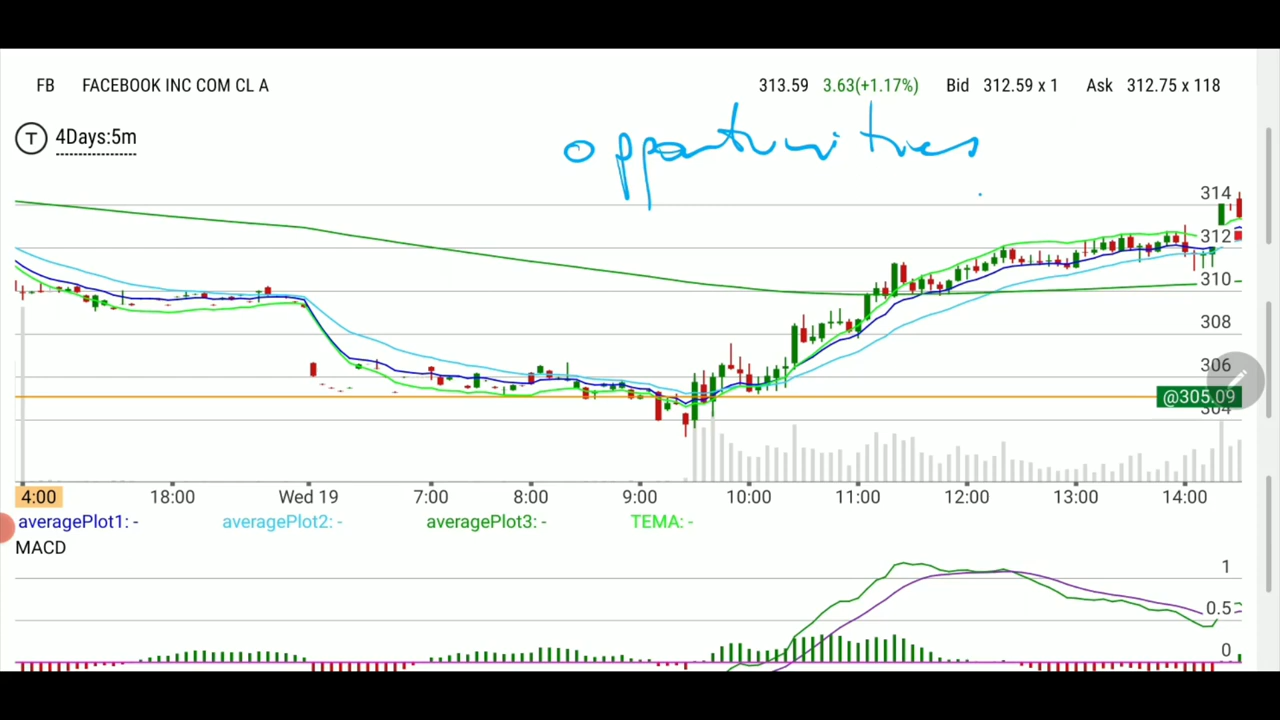 FB FACEBOOK INC COM CL A 313.59 3.63(+1.17%) Bid 312.59 x 1 Ask 312.75 x 118
T 4Days:5m
opportunities
314
312
310
308
306
@305.09
304
4:00 18:00 Wed 19 7:00 8:00 9:00 10:00 11:00 12:00 13:00 14:00
averagePlot1: - averagePlot2: - averagePlot3: - TEMA: -
MACD
1
0.5
0